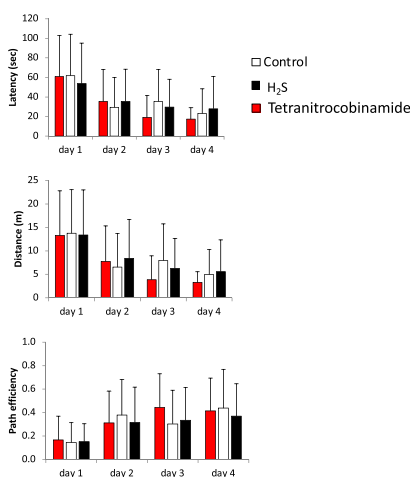 120
100
80
60
40
20
0
Latency (sec)
day 1 day 2 day 3 day 4
Control
H₂S
Tetranitrocobinamide
25
20
15
10
5
0
Distance (m)
day 1 day 2 day 3 day 4
1.0
0.8
0.6
0.4
0.2
0.0
Path efficiency
day 1 day 2 day 3 day 4